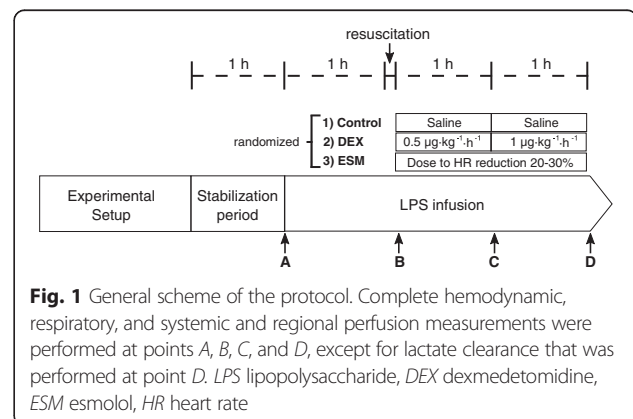 resuscitation
1 h 1 h 1 h 1 h
randomized
1) Control Saline Saline
2) DEX 0.5 µg·kg⁻¹·h⁻¹ 1 µg·kg⁻¹·h⁻¹
3) ESM Dose to HR reduction 20-30%
Experimental Setup
Stabilization period
LPS infusion
A B C D
Fig. 1 General scheme of the protocol. Complete hemodynamic,
respiratory, and systemic and regional perfusion measurements were
performed at points A, B, C, and D, except for lactate clearance that was
performed at point D. LPS lipopolysaccharide, DEX dexmedetomidine,
ESM esmolol, HR heart rate